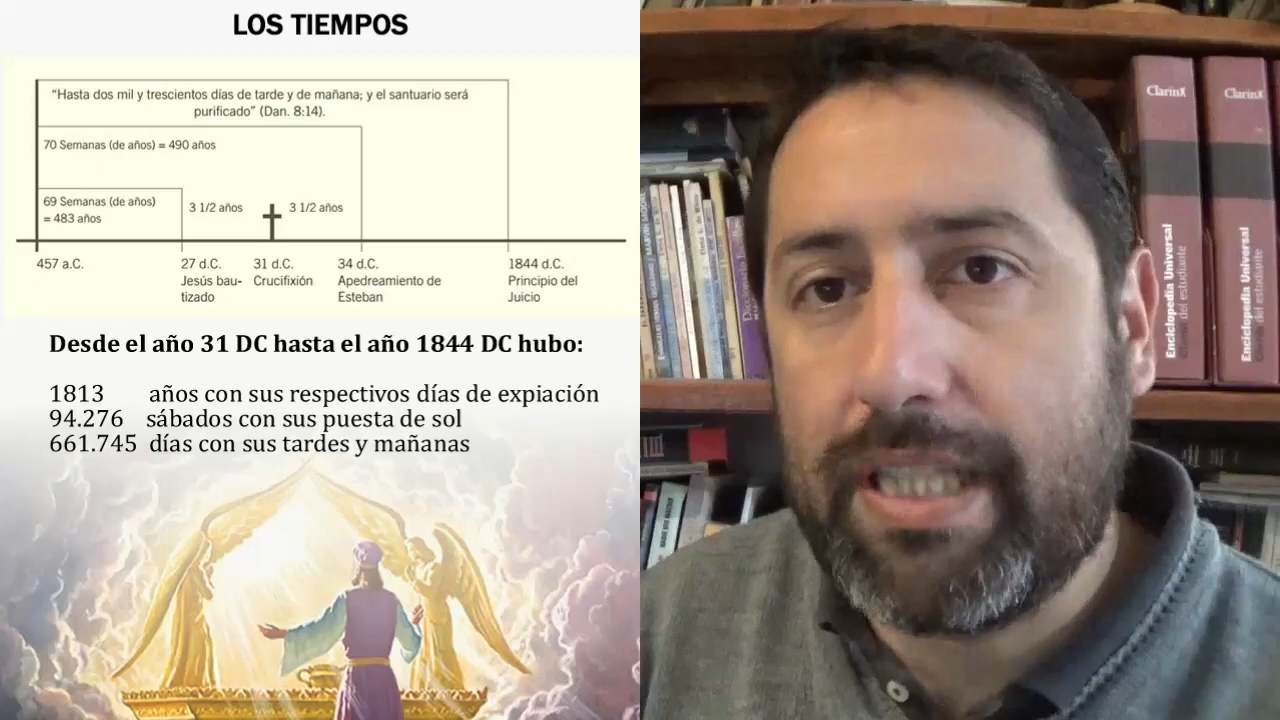 LOS TIEMPOS
“Hasta dos mil y trescientos días de tarde y de mañana; y el santuario será
purificado” (Dan. 8:14).
70 Semanas (de años) = 490 años
69 Semanas (de años)
= 483 años
3 1/2 años
3 1/2 años
457 a.C.
27 d.C.
Jesús bau-
tizado
31 d.C.
Crucifixión
34 d.C.
Apedreamiento de
Esteban
1844 d.C.
Principio del
Juicio
Desde el año 31 DC hasta el año 1844 DC hubo:
1813 años con sus respectivos días de expiación
94.276 sábados con sus puesta de sol
661.745 días con sus tardes y mañanas
Clarín
Enciclopedia Universal
del estudiante
Clarín
Enciclopedia Universal
del estudiante